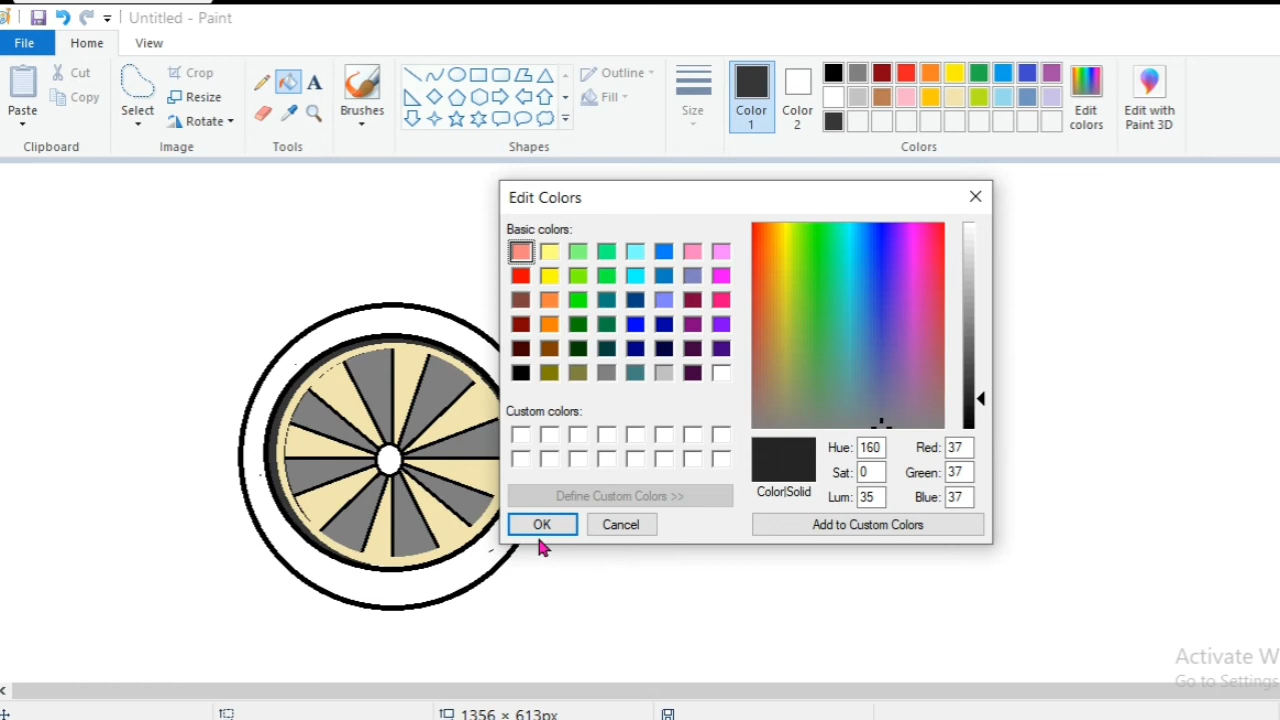 Untitled - Paint
File Home View
Paste
Cut
Copy
Clipboard
Select
Crop
Resize
Rotate
Image
A
Tools
Brushes
Outline
Fill
Shapes
Size
Color 1
Color 2
Edit colors
Colors
Edit with Paint 3D
Edit Colors
Basic colors:
Custom colors:
Define Custom Colors >>
OK Cancel
Color|Solid
Hue: 160 Red: 37
Sat: 0 Green: 37
Lum: 35 Blue: 37
Add to Custom Colors
Activate W
Go to Settings
1356 × 613px